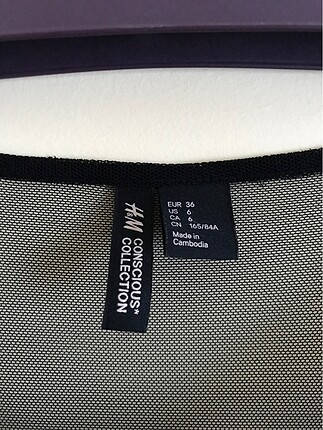 H&M
CONSCIOUS*
COLLECTION
EUR 36
US 6
CA 6
CN 165/84A
Made in
Cambodia